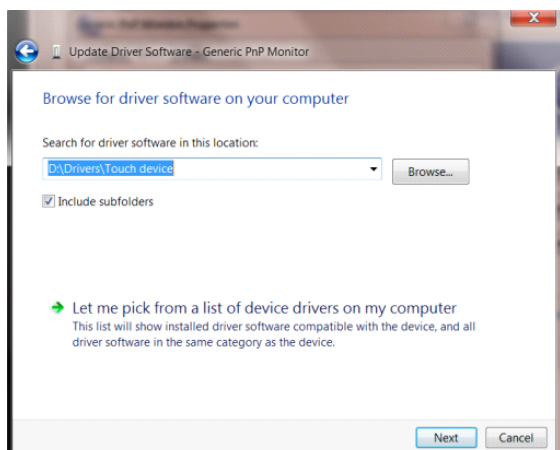 Update Driver Software - Generic PnP Monitor
Browse for driver software on your computer
Search for driver software in this location:
D:\Drivers\Touch device
Browse...
Include subfolders
Let me pick from a list of device drivers on my computer
This list will show installed driver software compatible with the device, and all
driver software in the same category as the device.
Next
Cancel